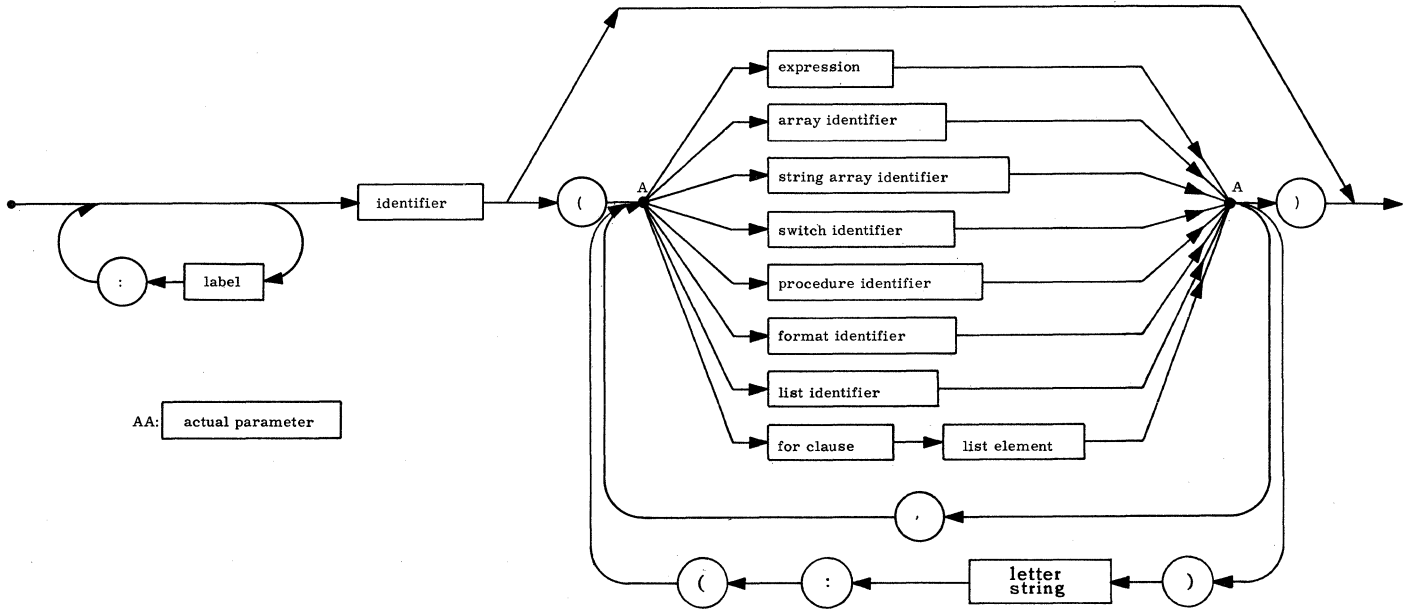 expression
array identifier
A
string array identifier
A
identifier
(
)
switch identifier
:
label
procedure identifier
format identifier
list identifier
AA: actual parameter
for clause
list element
,
(
:
letter
string
)